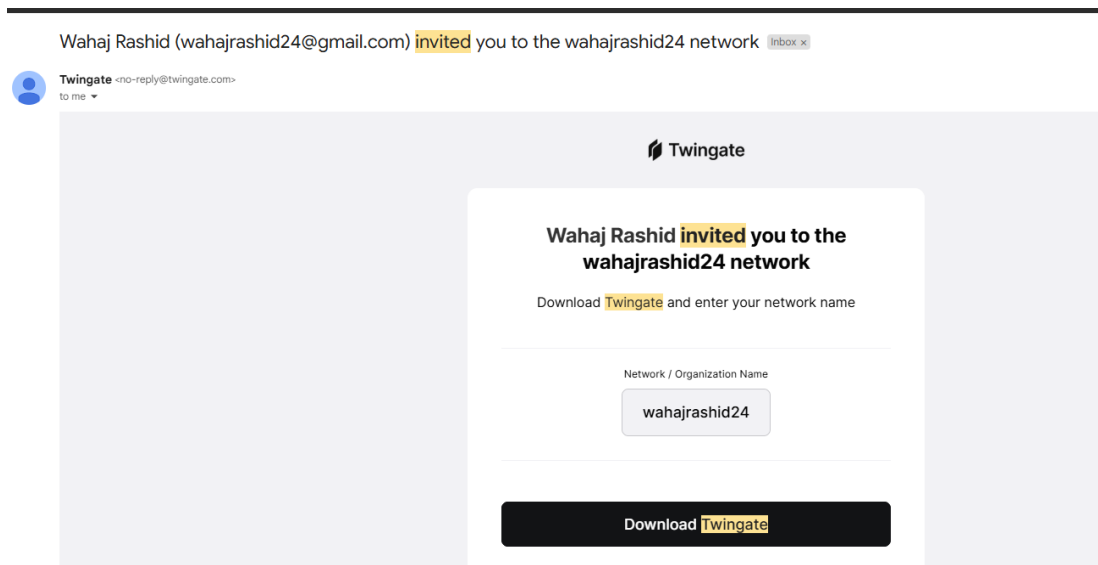 Wahaj Rashid (wahajrashid24@gmail.com) invited you to the wahajrashid24 network Inbox ×
Twingate <no-reply@twingate.com>
to me
Twingate
Wahaj Rashid invited you to the
wahajrashid24 network
Download Twingate and enter your network name
Network / Organization Name
wahajrashid24
Download Twingate